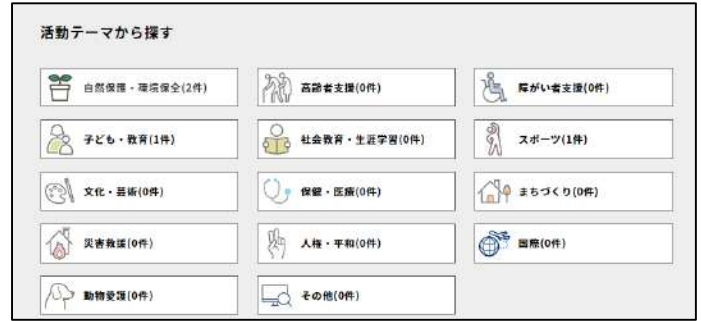 活動テーマから探す
自然保護・環境保全(2件)
高齢者支援(0件)
障がい者支援(0件)
子ども・教育(1件)
社会教育・生涯学習(0件)
スポーツ(1件)
文化・芸術(0件)
保健・医療(0件)
まちづくり(0件)
災害救援(0件)
人権・平和(0件)
国際(0件)
動物愛護(0件)
その他(0件)